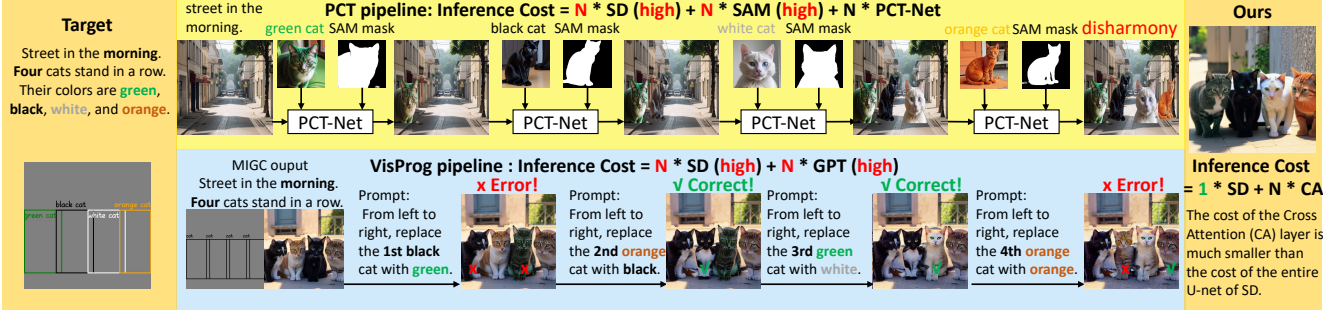 Target
Street in the morning.
Four cats stand in a row.
Their colors are green,
black, white, and orange.
green cat
black cat
white cat
orange cat
street in the
morning.
PCT pipeline: Inference Cost = N * SD (high) + N * SAM (high) + N * PCT-Net
green cat
SAM mask
black cat
SAM mask
white cat
SAM mask
orange cat
SAM mask
disharmony
PCT-Net
PCT-Net
PCT-Net
PCT-Net
MIGC ouput
Street in the morning.
Four cats stand in a row.
cat
cat
cat
cat
VisProg pipeline : Inference Cost = N * SD (high) + N * GPT (high)
Prompt:
From left to
right, replace
the 1st black
cat with green.
x Error!
x
x
Prompt:
From left to
right, replace
the 2nd orange
cat with black.
√ Correct!
√
Prompt:
From left to
right, replace
the 3rd green
cat with white.
√ Correct!
√
Prompt:
From left to
right, replace
the 4th orange
cat with orange.
x Error!
x
√
Ours
Inference Cost
= 1 * SD + N * CA
The cost of the Cross
Attention (CA) layer is
much smaller than
the cost of the entire
U-net of SD.